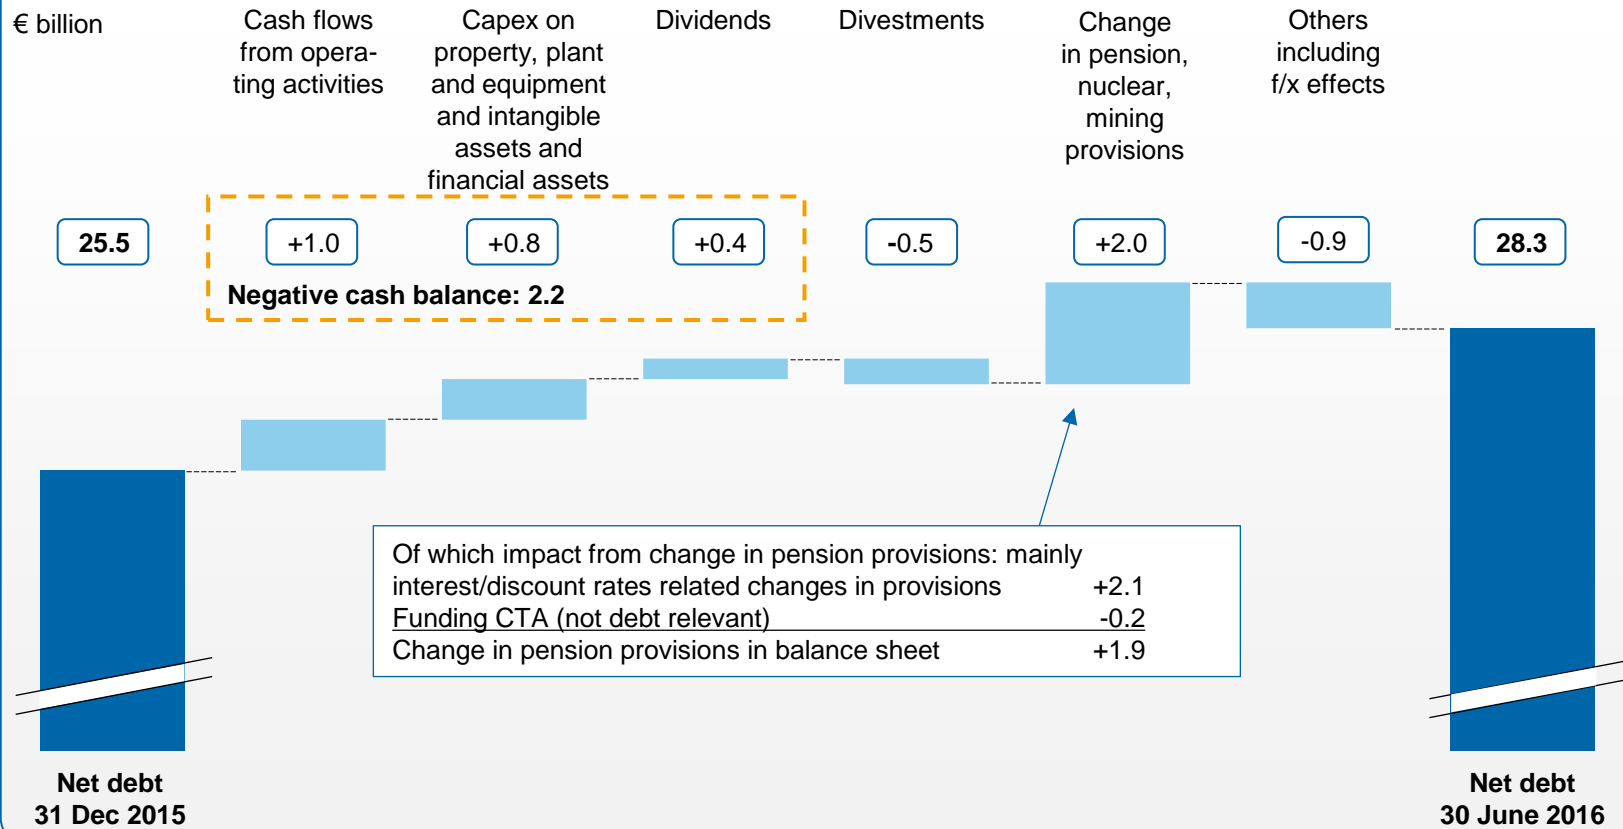 € billion
Cash flows
from opera-
ting activities
Capex on
property, plant
and equipment
and intangible
assets and
financial assets
Dividends
Divestments
Change
in pension,
nuclear,
mining
provisions
Others
including
f/x effects
25.5
+1.0
+0.8
+0.4
-0.5
+2.0
-0.9
28.3
Negative cash balance: 2.2
Of which impact from change in pension provisions: mainly
interest/discount rates related changes in provisions +2.1
Funding CTA (not debt relevant) -0.2
Change in pension provisions in balance sheet +1.9
Net debt
31 Dec 2015
Net debt
30 June 2016